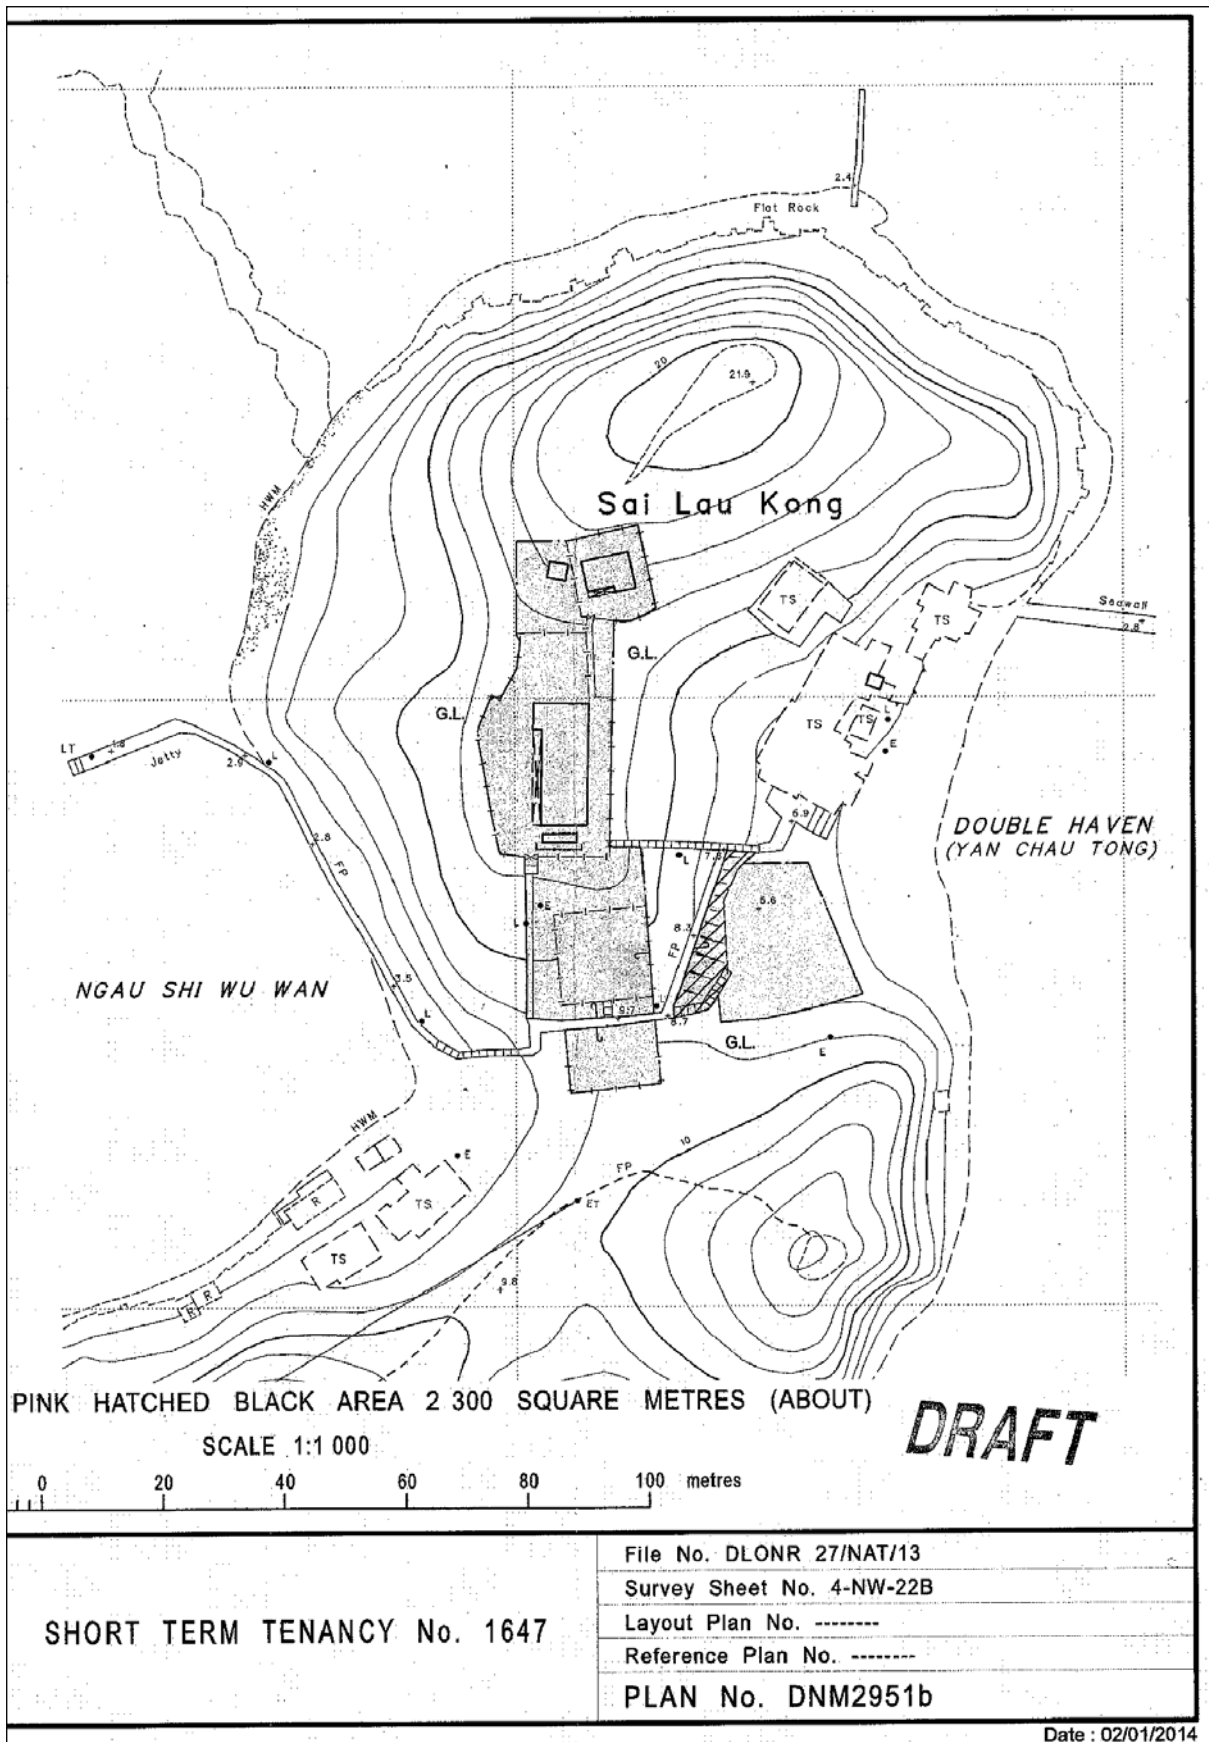 2.4
Flat Rock
20
21.9
HWM
Sai Lau Kong
TS
Seawall
2.8
TS
G.L.
G.L.
TS
TS
L
E
LT
1.8
Jetty
2.9
L
6.9
DOUBLE HAVEN
(YAN CHAU TONG)
2.8
FP
L
E
L
6.6
8.3
FP
NGAU SHI WU WAN
3.5
L
9.7
L
8.7
G.L.
E
HWM
10
E
FP
R
TS
ET
TS
9.8
R
R
PINK HATCHED BLACK AREA 2 300 SQUARE METRES (ABOUT)
DRAFT
SCALE 1:1 000
0 20 40 60 80 100 metres
SHORT TERM TENANCY No. 1647
File No. DLONR 27/NAT/13
Survey Sheet No. 4-NW-22B
Layout Plan No. --------
Reference Plan No. --------
PLAN No. DNM2951b
Date : 02/01/2014